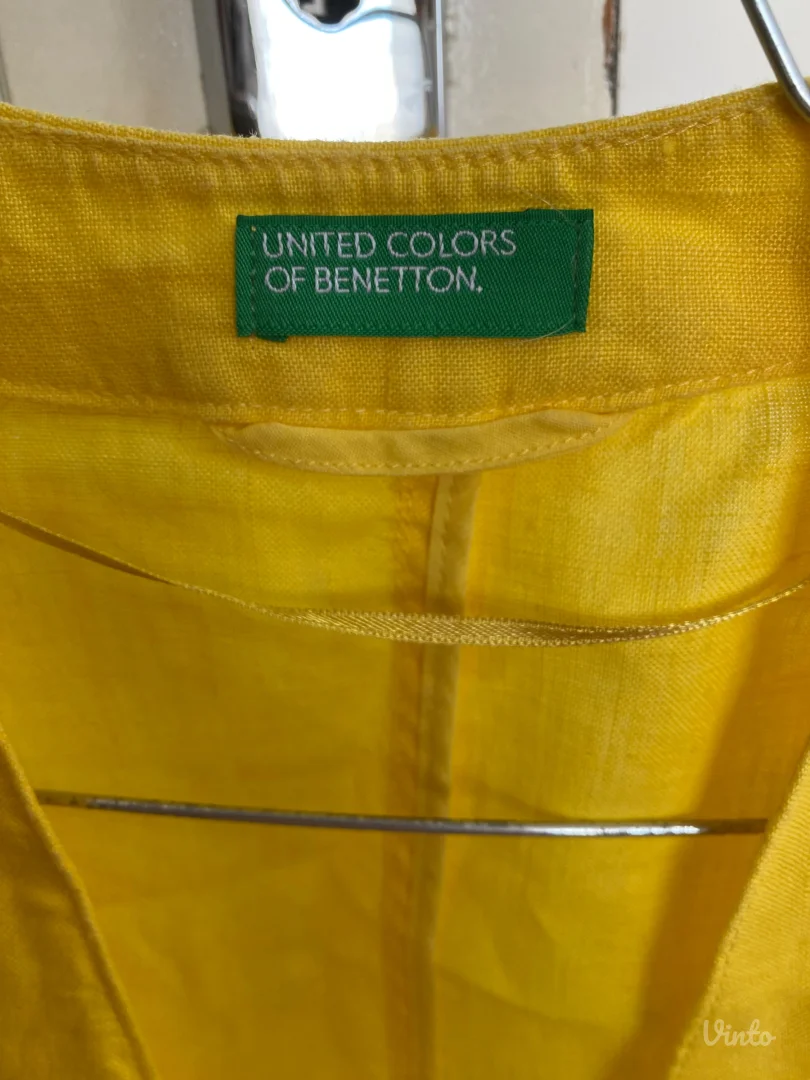 UNITED COLORS
OF BENETTON.
Vinto